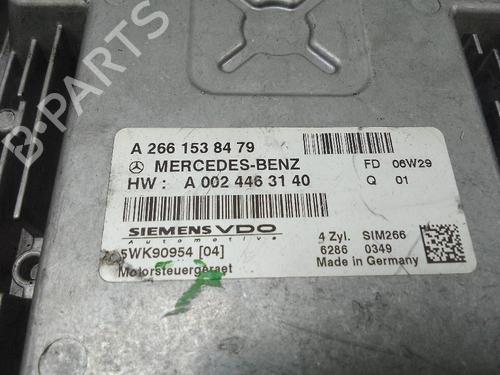 B-PARTS
A 266 153 84 79
MERCEDES-BENZ
FD 06W29
HW : A 002 446 31 40
Q 01
SIEMENS VDO
Automotive
4 Zyl. SIM266
5WK90954 [04]
6286 0349
Motorsteuergeraet
Made in Germany